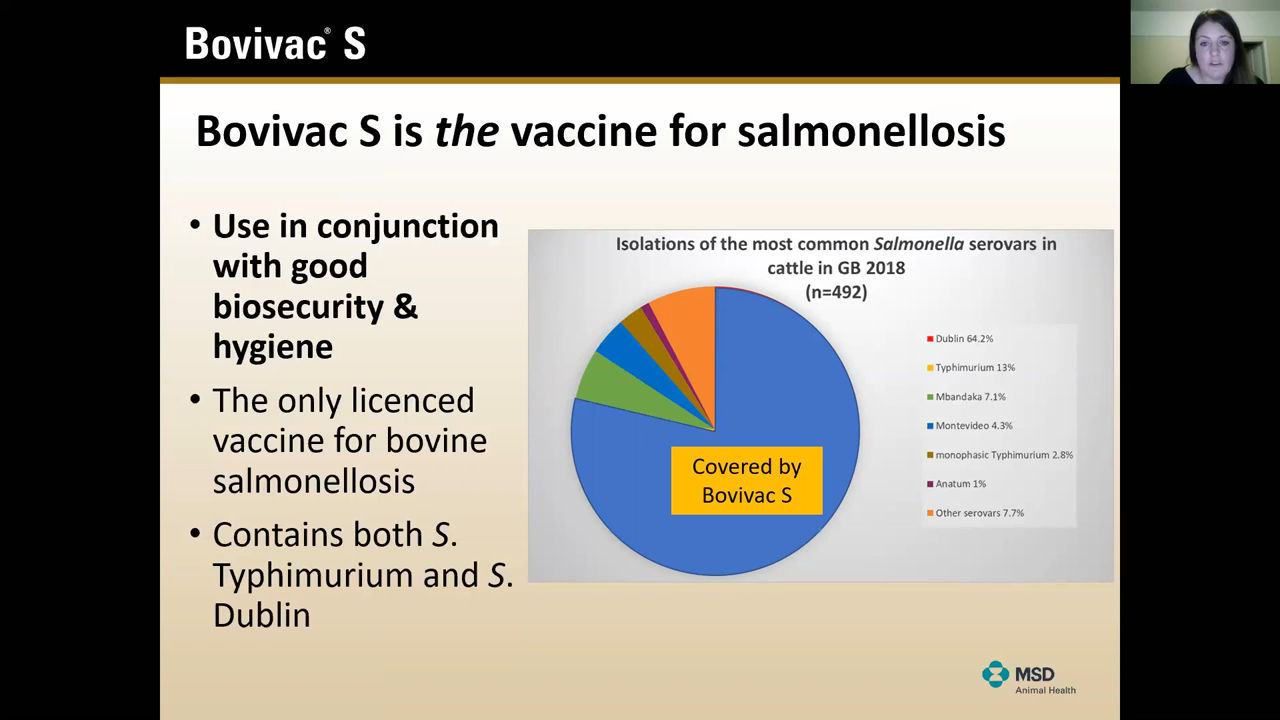 Bovivac® S
Bovivac S is the vaccine for salmonellosis
• Use in conjunction
with good
biosecurity &
hygiene
• The only licenced
vaccine for bovine
salmonellosis
• Contains both S.
Typhimurium and S.
Dublin
Isolations of the most common Salmonella serovars in
cattle in GB 2018
(n=492)
Dublin 64.2%
Typhimurium 13%
Mbandaka 7.1%
Montevideo 4.3%
monophasic Typhimurium 2.8%
Anatum 1%
Other serovars 7.7%
Covered by
Bovivac S
MSD
Animal Health